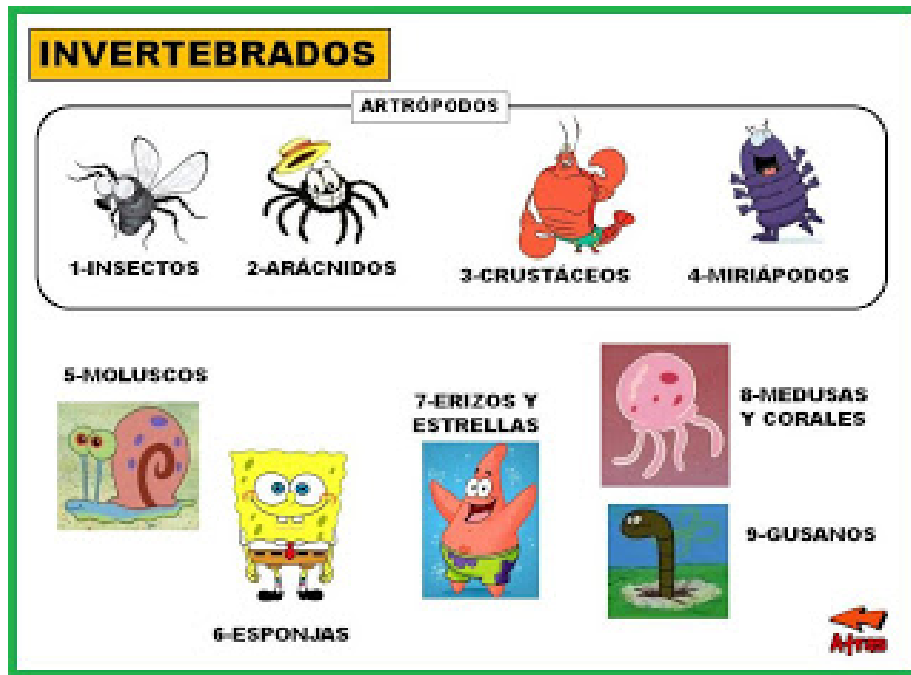 INVERTEBRADOS
ARTRÓPODOS
1-INSECTOS
2-ARÁCNIDOS
3-CRUSTÁCEOS
4-MIRIÁPODOS
5-MOLUSCOS
6-ESPONJAS
7-ERIZOS Y
ESTRELLAS
8-MEDUSAS
Y CORALES
9-GUSANOS
Atras